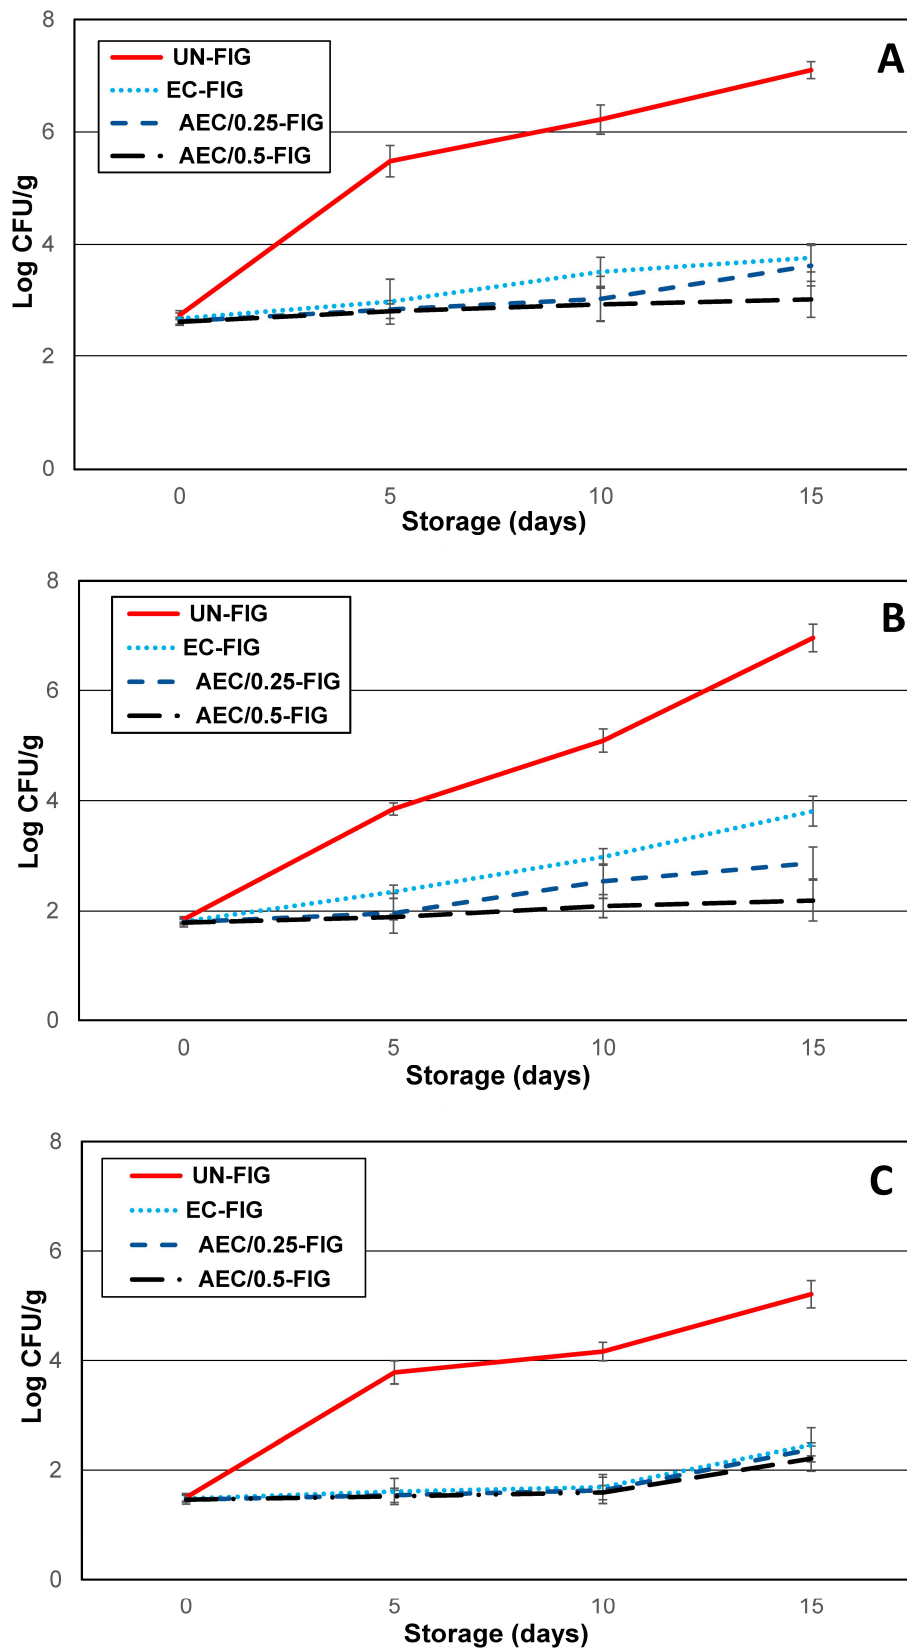 8
A
UN-FIG
EC-FIG
AEC/0.25-FIG
AEC/0.5-FIG
6
Log CFU/g
4
2
0
0 5 10 15
Storage (days)
8
B
UN-FIG
EC-FIG
AEC/0.25-FIG
AEC/0.5-FIG
6
Log CFU/g
4
2
0
0 5 10 15
Storage (days)
8
C
UN-FIG
EC-FIG
AEC/0.25-FIG
AEC/0.5-FIG
6
Log CFU/g
4
2
0
0 5 10 15
Storage (days)